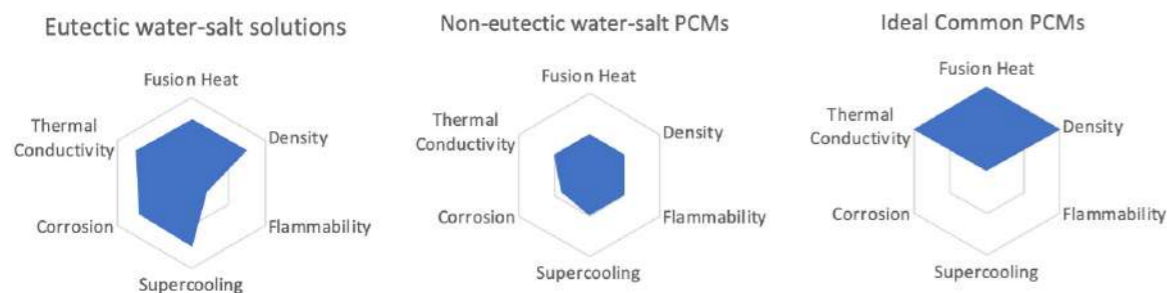 Eutectic water-salt solutions
Fusion Heat
Thermal
Conductivity
Density
Corrosion
Flammability
Supercooling
Non-eutectic water-salt PCMs
Fusion Heat
Thermal
Conductivity
Density
Corrosion
Flammability
Supercooling
Ideal Common PCMs
Fusion Heat
Thermal
Conductivity
Density
Corrosion
Flammability
Supercooling